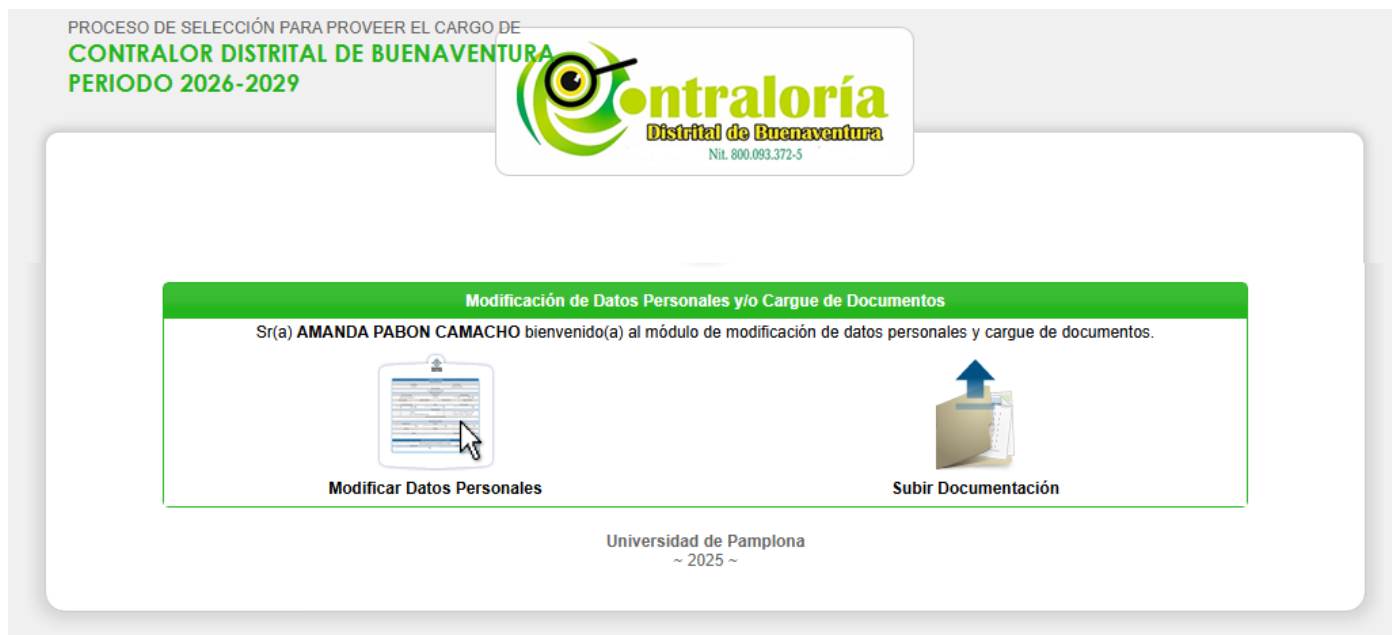 PROCESO DE SELECCIÓN PARA PROVEER EL CARGO DE
CONTRALOR DISTRITAL DE BUENAVENTURA
PERIODO 2026-2029
Contraloría
Distrital de Buenaventura
Nit. 800.093.372-5
Modificación de Datos Personales y/o Cargue de Documentos
Sr(a) AMANDA PABON CAMACHO bienvenido(a) al módulo de modificación de datos personales y cargue de documentos.
Modificar Datos Personales
Subir Documentación
Universidad de Pamplona
~ 2025 ~